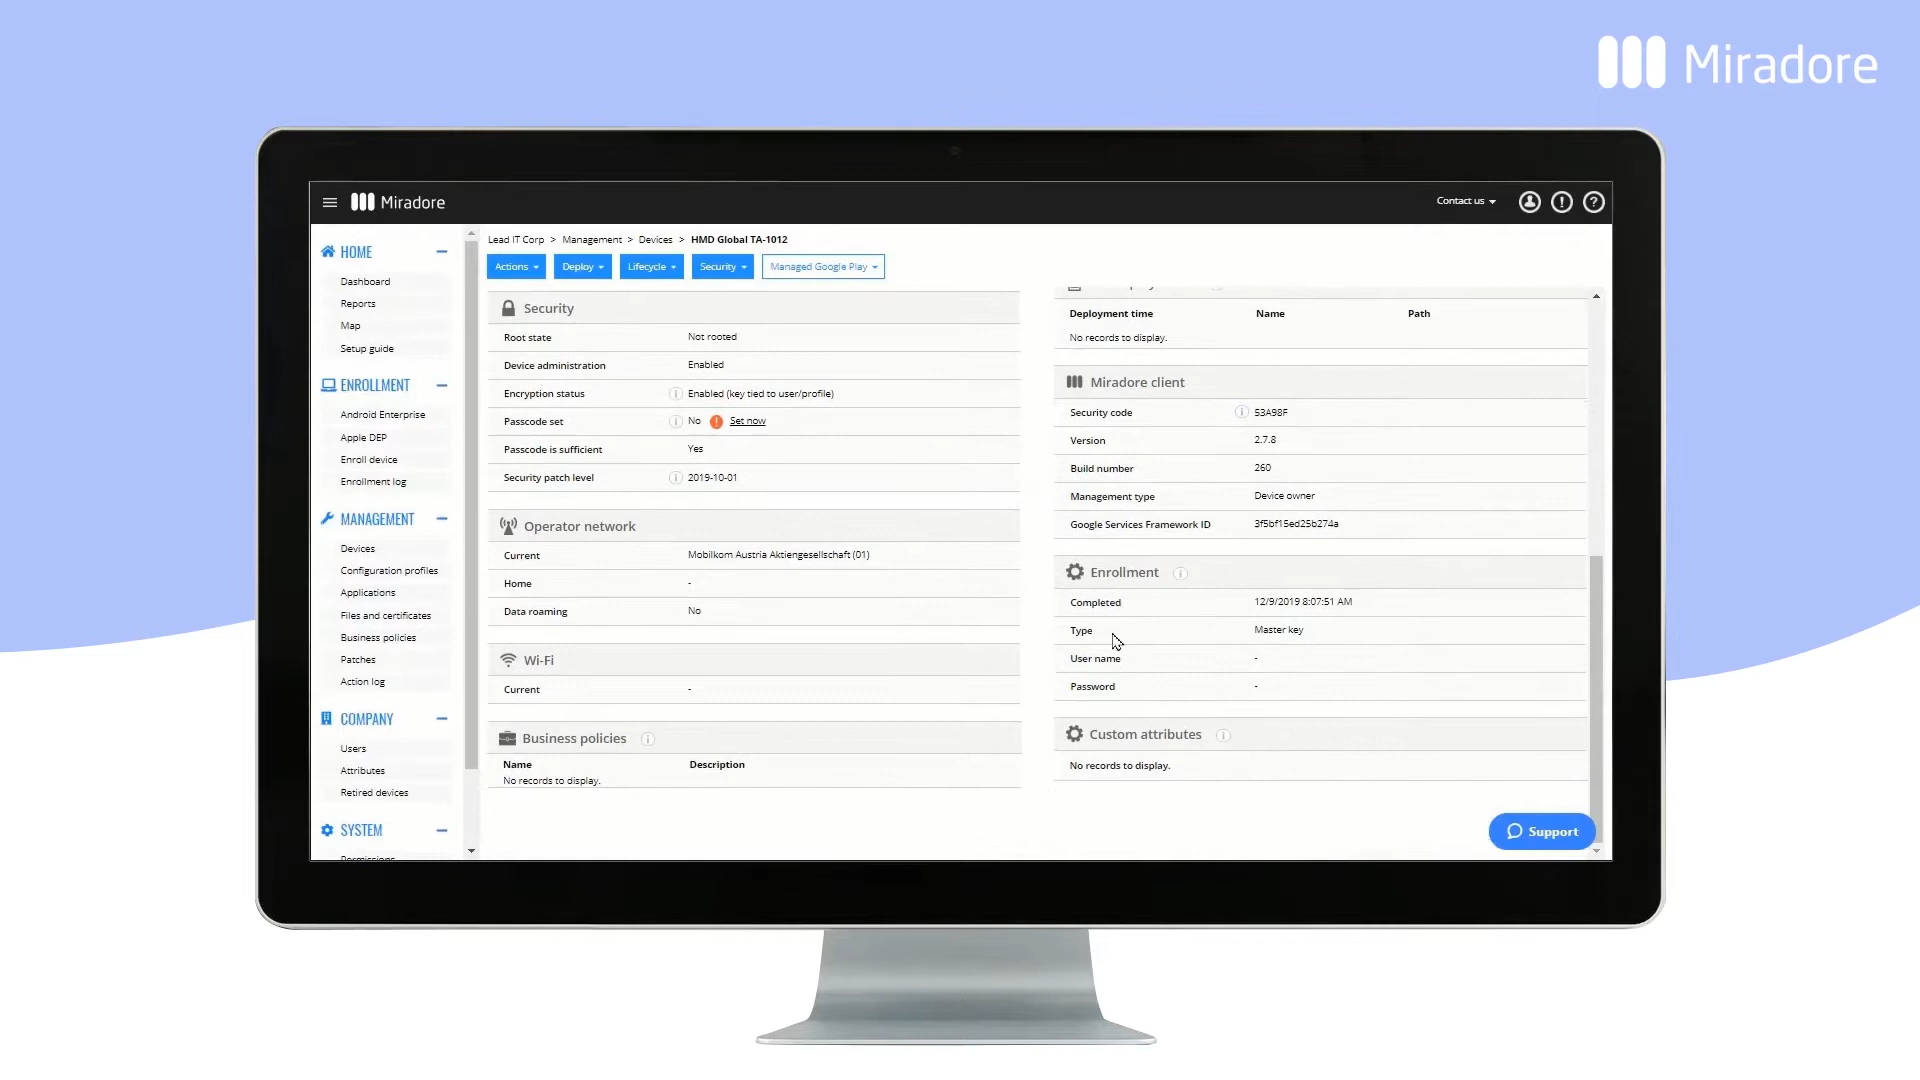 Miradore
Miradore
Contact us
HOME
Dashboard
Reports
Map
Setup guide
ENROLLMENT
Android Enterprise
Apple DEP
Enroll device
Enrollment log
MANAGEMENT
Devices
Configuration profiles
Applications
Files and certificates
Business policies
Patches
Action log
COMPANY
Users
Attributes
Retired devices
SYSTEM
Permissions
Lead IT Corp > Management > Devices > HMD Global TA-1012
Actions Deploy Lifecycle Security Managed Google Play
Security
Root state Not rooted
Device administration Enabled
Encryption status Enabled (key tied to user/profile)
Passcode set No Set now
Passcode is sufficient Yes
Security patch level 2019-10-01
Operator network
Current Mobilkom Austria Aktiengesellschaft (01)
Home -
Data roaming No
Wi-Fi
Current -
Business policies
Name Description
No records to display.
Deployment time Name Path
No records to display.
Miradore client
Security code 53A98F
Version 2.7.8
Build number 260
Management type Device owner
Google Services Framework ID 3f5bf15ed25b274a
Enrollment
Completed 12/9/2019 8:07:51 AM
Type Master key
User name -
Password -
Custom attributes
No records to display.
Support